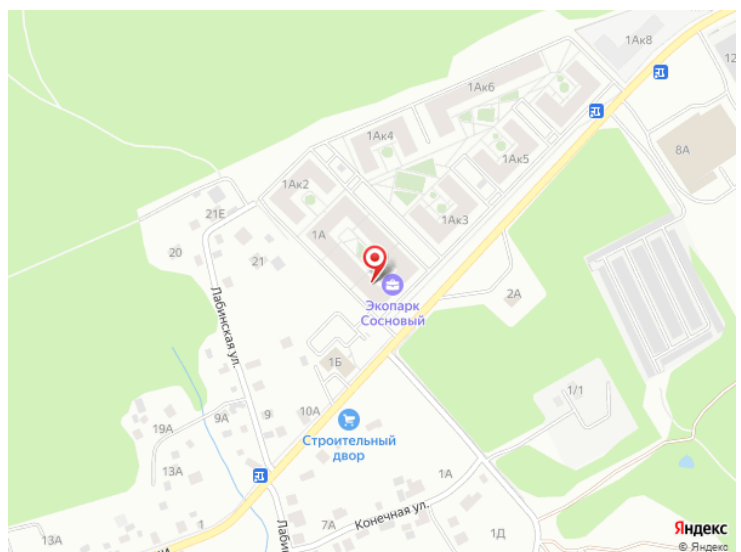 1Ак8
12
1Ак6
1Ак4
8А
1Ак5
1Ак2
21Е
1Ак3
1А
20
21
2А
Экопарк
Сосновый
Лабинская ул.
1Б
1/1
10А
9
9А
19А
Строительный
двор
13А
1А
Конечная ул.
7А
1
1Д
13А
Лаби
Яндекс
© Яндекс